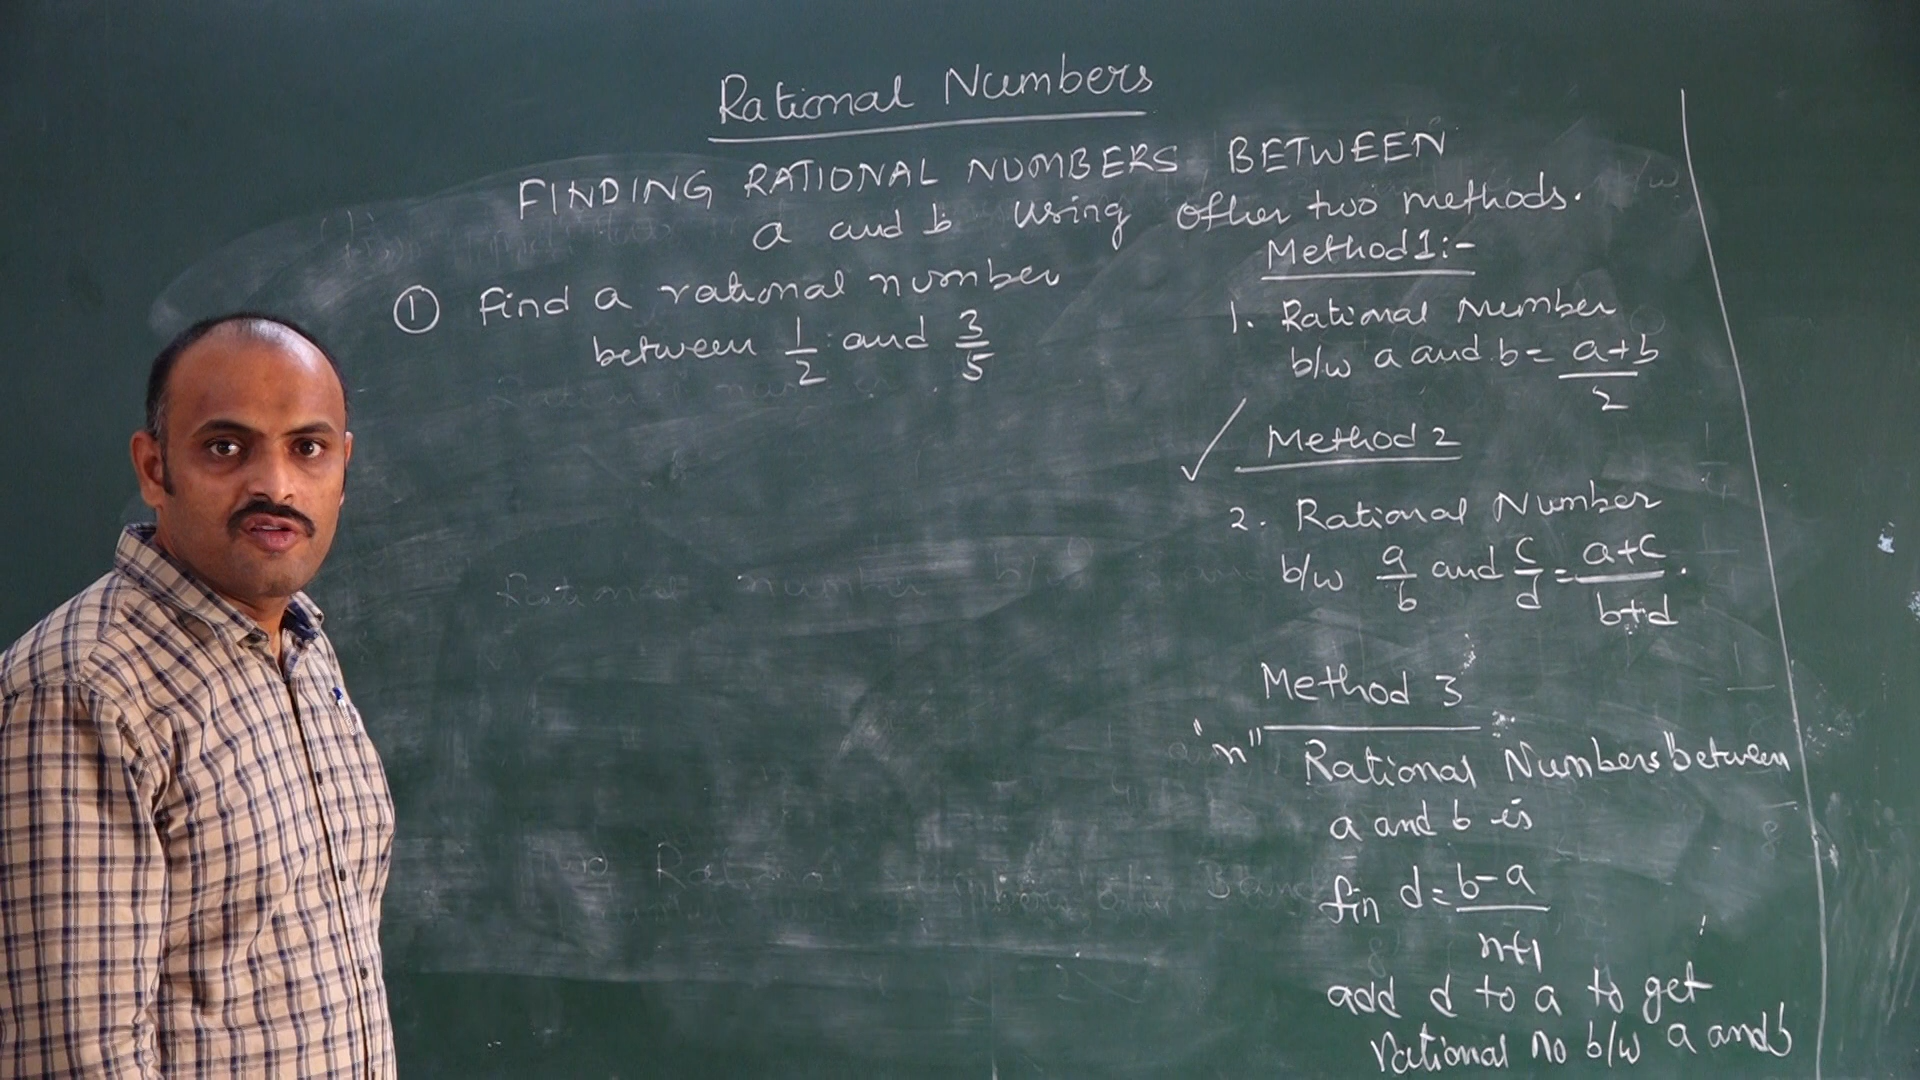 Rational Numbers
FINDING RATIONAL NUMBERS BETWEEN
a and b using other two methods.
① Find a rational number
between 1/2 and 3/5
Method 1:-
1. Rational Number
b/w a and b = a+b/2
✓ Method 2
2. Rational Number
b/w a/b and c/d = a+c/b+d.
Method 3
"n" Rational Numbers" between
a and b is
fin d = b-a/n+1
add d to a to get
rational no b/w a and b